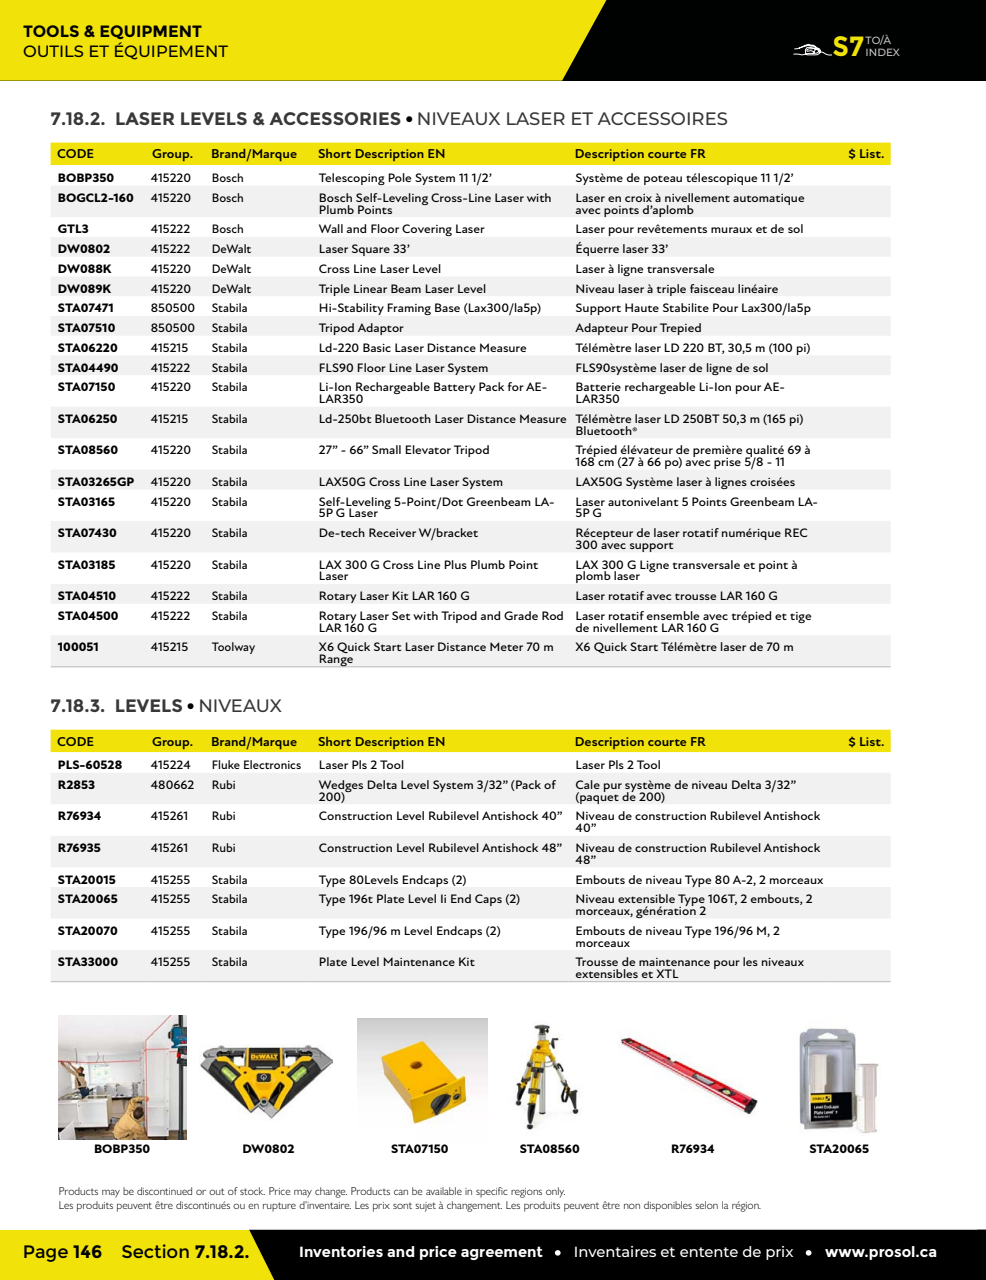 TOOLS & EQUIPMENT
OUTILS ET ÉQUIPEMENT
S7 TO/À INDEX
7.18.2. LASER LEVELS & ACCESSORIES • NIVEAUX LASER ET ACCESSOIRES
CODE Group. Brand/Marque Short Description EN Description courte FR $ List.
BOBP350 415220 Bosch Telescoping Pole System 11 1/2’ Système de poteau télescopique 11 1/2’
BOGCL2-160 415220 Bosch Bosch Self-Leveling Cross-Line Laser with Laser en croix à nivellement automatique
Plumb Points avec points d’aplomb
GTL3 415222 Bosch Wall and Floor Covering Laser Laser pour revêtements muraux et de sol
DW0802 415222 DeWalt Laser Square 33’ Équerre laser 33’
DW088K 415220 DeWalt Cross Line Laser Level Laser à ligne transversale
DW089K 415220 DeWalt Triple Linear Beam Laser Level Niveau laser à triple faisceau linéaire
STA07471 850500 Stabila Hi-Stability Framing Base (Lax300/la5p) Support Haute Stabilite Pour Lax300/la5p
STA07510 850500 Stabila Tripod Adaptor Adapteur Pour Trepied
STA06220 415215 Stabila Ld-220 Basic Laser Distance Measure Télémètre laser LD 220 BT, 30,5 m (100 pi)
STA04490 415222 Stabila FLS90 Floor Line Laser System FLS90système laser de ligne de sol
STA07150 415220 Stabila Li-Ion Rechargeable Battery Pack for AE- Batterie rechargeable Li-Ion pour AE-
LAR350 LAR350
STA06250 415215 Stabila Ld-250bt Bluetooth Laser Distance Measure Télémètre laser LD 250BT 50,3 m (165 pi)
Bluetooth®
STA08560 415220 Stabila 27” - 66” Small Elevator Tripod Trépied élévateur de première qualité 69 à
168 cm (27 à 66 po) avec prise 5/8 - 11
STA03265GP 415220 Stabila LAX50G Cross Line Laser System LAX50G Système laser à lignes croisées
STA03165 415220 Stabila Self-Leveling 5-Point/Dot Greenbeam LA- Laser autonivelant 5 Points Greenbeam LA-
5P G Laser 5P G
STA07430 415220 Stabila De-tech Receiver W/bracket Récepteur de laser rotatif numérique REC
300 avec support
STA03185 415220 Stabila LAX 300 G Cross Line Plus Plumb Point LAX 300 G Ligne transversale et point à
Laser plomb laser
STA04510 415222 Stabila Rotary Laser Kit LAR 160 G Laser rotatif avec trousse LAR 160 G
STA04500 415222 Stabila Rotary Laser Set with Tripod and Grade Rod Laser rotatif ensemble avec trépied et tige
LAR 160 G de nivellement LAR 160 G
100051 415215 Toolway X6 Quick Start Laser Distance Meter 70 m X6 Quick Start Télémètre laser de 70 m
Range
7.18.3. LEVELS • NIVEAUX
CODE Group. Brand/Marque Short Description EN Description courte FR $ List.
PLS-60528 415224 Fluke Electronics Laser Pls 2 Tool Laser Pls 2 Tool
R2853 480662 Rubi Wedges Delta Level System 3/32” (Pack of Cale pur système de niveau Delta 3/32”
200) (paquet de 200)
R76934 415261 Rubi Construction Level Rubilevel Antishock 40” Niveau de construction Rubilevel Antishock
40”
R76935 415261 Rubi Construction Level Rubilevel Antishock 48” Niveau de construction Rubilevel Antishock
48”
STA20015 415255 Stabila Type 80Levels Endcaps (2) Embouts de niveau Type 80 A-2, 2 morceaux
STA20065 415255 Stabila Type 196t Plate Level Ii End Caps (2) Niveau extensible Type 106T, 2 embouts, 2
morceaux, génération 2
STA20070 415255 Stabila Type 196/96 m Level Endcaps (2) Embouts de niveau Type 196/96 M, 2
morceaux
STA33000 415255 Stabila Plate Level Maintenance Kit Trousse de maintenance pour les niveaux
extensibles et XTL
DEWALT
Level Endcaps
Plate Level
BOBP350 DW0802 STA07150 STA08560 R76934 STA20065
Products may be discontinued or out of stock. Price may change. Products can be available in specific regions only.
Les produits peuvent être discontinués ou en rupture d’inventaire. Les prix sont sujet à changement. Les produits peuvent être non disponibles selon la région.
Page 146 Section 7.18.2. Inventories and price agreement • Inventaires et entente de prix • www.prosol.ca